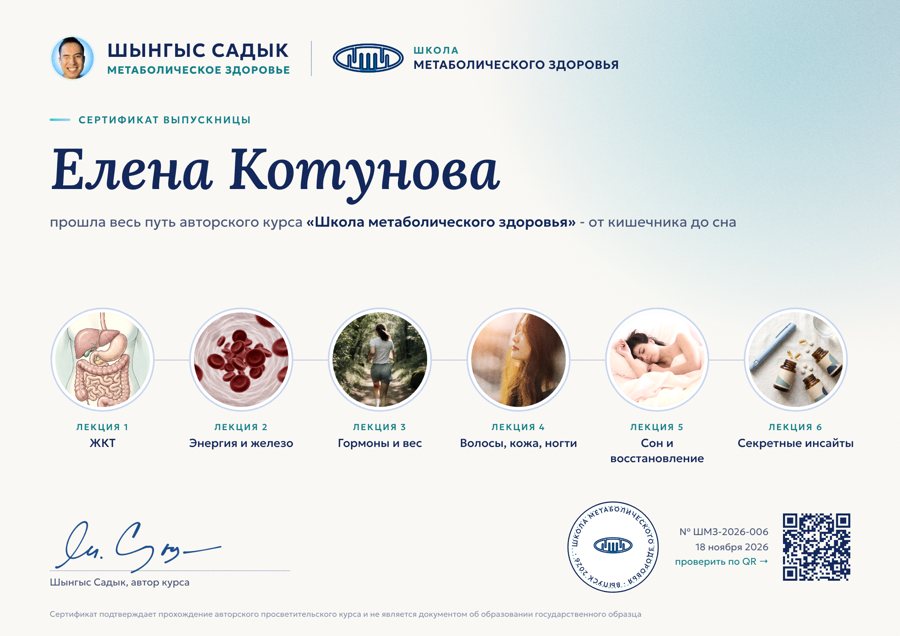 ШЫНГЫС САДЫК
МЕТАБОЛИЧЕСКОЕ ЗДОРОВЬЕ
ШКОЛА
МЕТАБОЛИЧЕСКОГО ЗДОРОВЬЯ
СЕРТИФИКАТ ВЫПУСКНИЦЫ
Елена Котунова
прошла весь путь авторского курса «Школа метаболического здоровья» - от кишечника до сна
ЛЕКЦИЯ 1
ЖКТ
ЛЕКЦИЯ 2
Энергия и железо
ЛЕКЦИЯ 3
Гормоны и вес
ЛЕКЦИЯ 4
Волосы, кожа, ногти
ЛЕКЦИЯ 5
Сон и
восстановление
ЛЕКЦИЯ 6
Секретные инсайты
Шынгыс Садык, автор курса
ШКОЛА МЕТАБОЛИЧЕСКОГО ЗДОРОВЬЯ · ВЫПУСК 2026 ·
№ ШМЗ-2026-006
18 ноября 2026
проверить по QR →
Сертификат подтверждает прохождение авторского просветительского курса и не является документом об образовании государственного образца